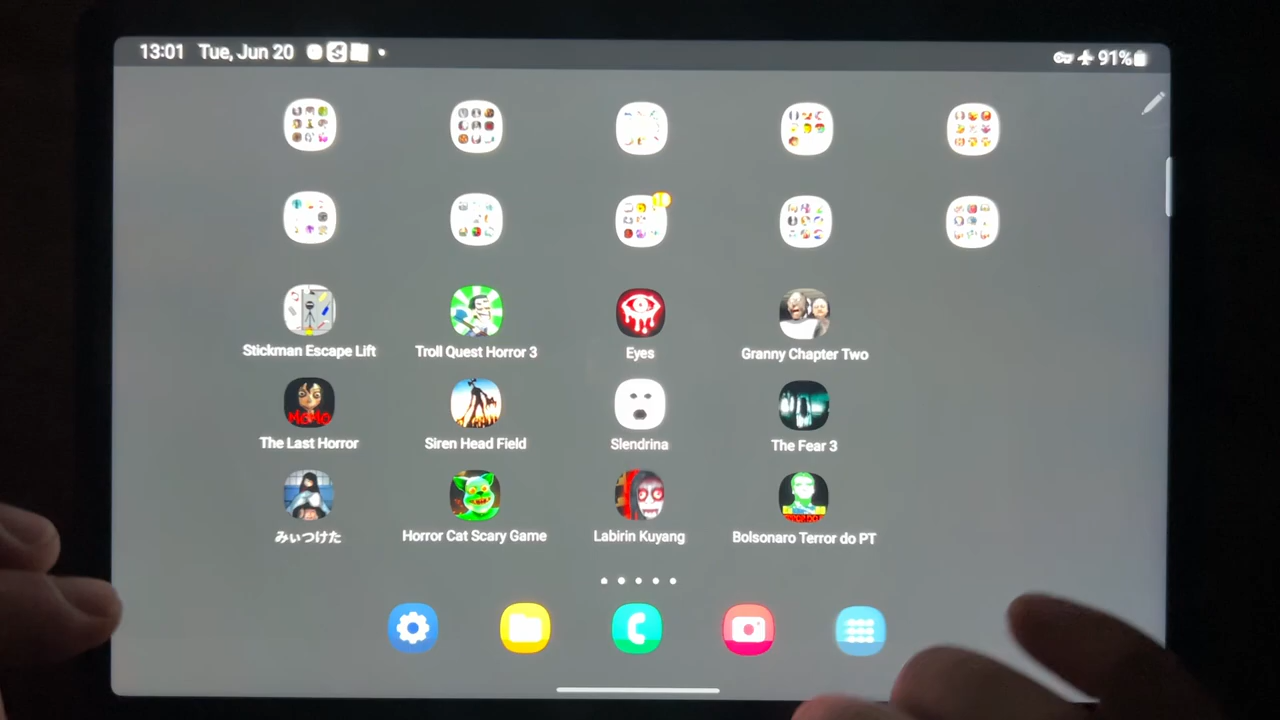 13:01 Tue, Jun 20
91%
Stickman Escape Lift
Troll Quest Horror 3
Eyes
Granny Chapter Two
MOMO
The Last Horror
Siren Head Field
Slendrina
The Fear 3
みぃつけた
Horror Cat Scary Game
Labirin Kuyang
Bolsonaro Terror do PT